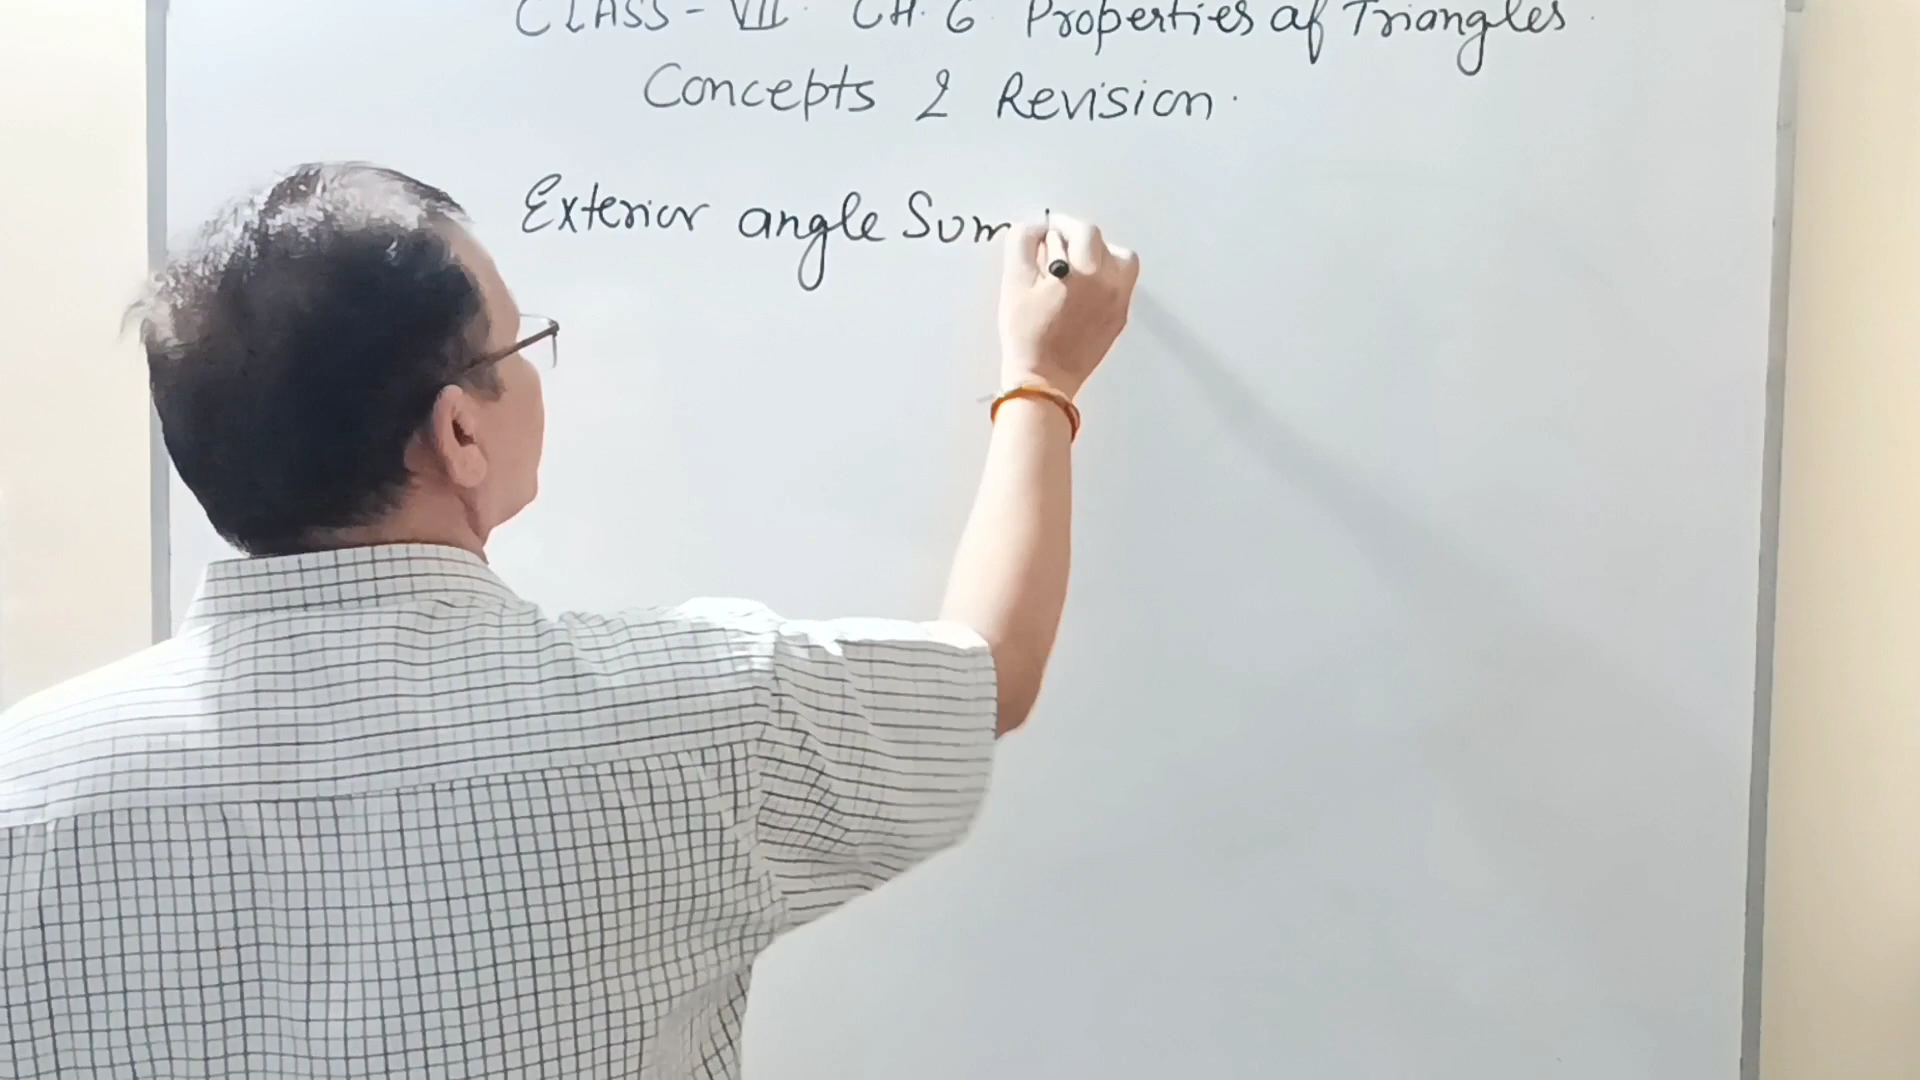 CLASS - VII. CH. 6 Properties of Triangles.
Concepts & Revision.
Exterior angle Sum